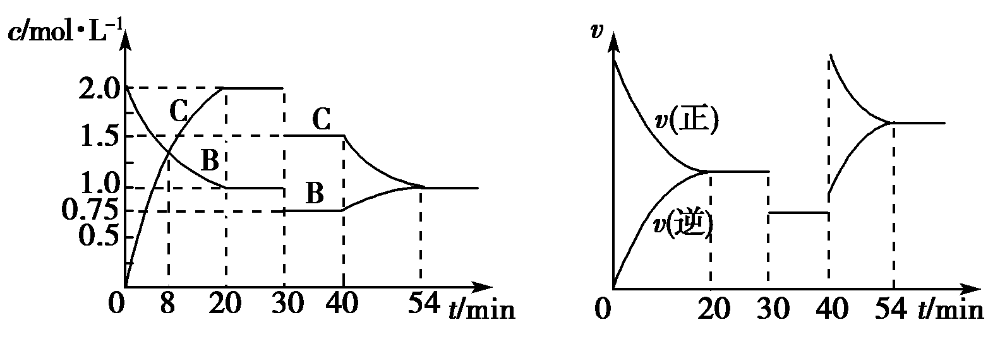 c/mol·L⁻¹
2.0
1.5
1.0
0.75
0.5
C
B
C
B
0 8 20 30 40 54 t/min
v
v(正)
v(逆)
0 20 30 40 54 t/min